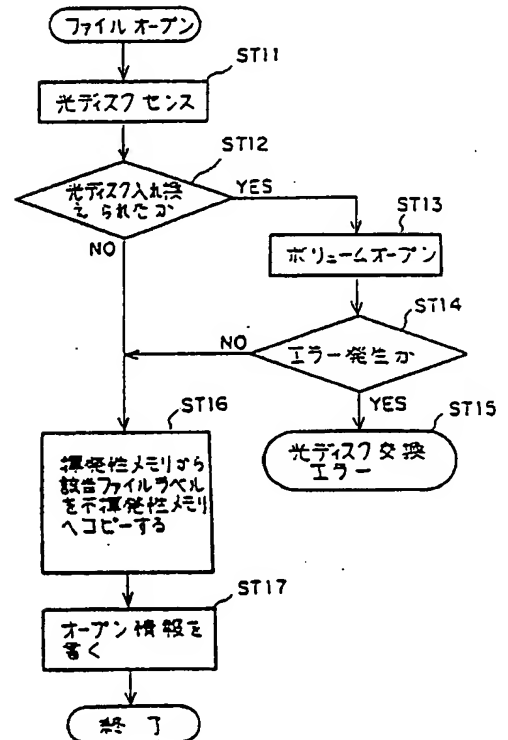 ファイルオープン
ST11
光ディスクセンス
ST12
光ディスク入れ換
えられたか
YES
ST13
NO
ボリュームオープン
ST14
NO
エラー発生か
YES
ST15
ST16
光ディスク交換
エラー
揮発性メモリから
該当ファイルラベル
を不揮発性メモリ
へコピーする
ST17
オープン情報を
書く
終了